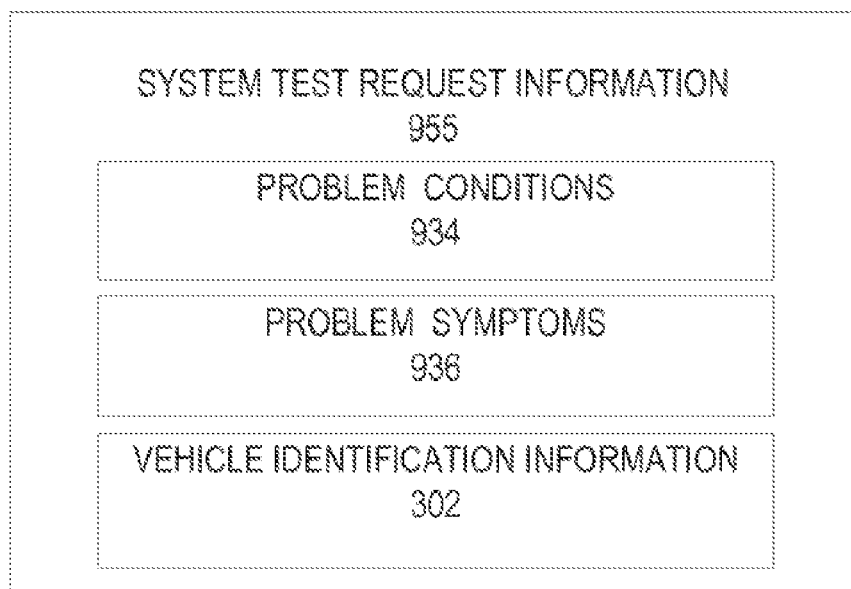 SYSTEM TEST REQUEST INFORMATION
955
PROBLEM CONDITIONS
934
PROBLEM SYMPTOMS
936
VEHICLE IDENTIFICATION INFORMATION
302